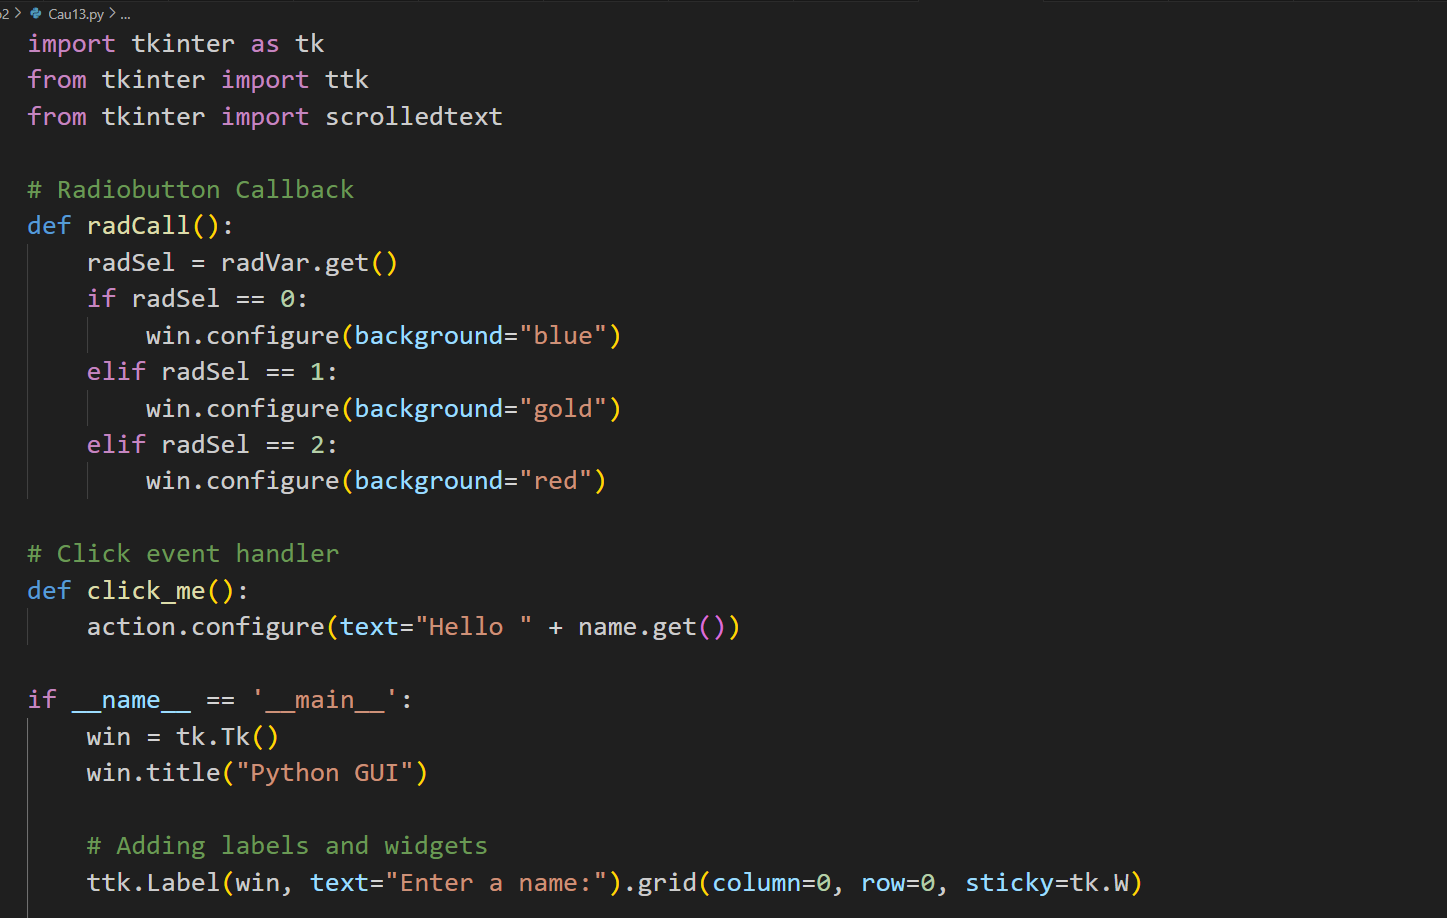 2 > Cau13.py > ...
import tkinter as tk
from tkinter import ttk
from tkinter import scrolledtext
# Radiobutton Callback
def radCall():
    radSel = radVar.get()
    if radSel == 0:
        win.configure(background="blue")
    elif radSel == 1:
        win.configure(background="gold")
    elif radSel == 2:
        win.configure(background="red")
# Click event handler
def click_me():
    action.configure(text="Hello " + name.get())
if __name__ == '__main__':
    win = tk.Tk()
    win.title("Python GUI")
    # Adding labels and widgets
    ttk.Label(win, text="Enter a name:").grid(column=0, row=0, sticky=tk.W)